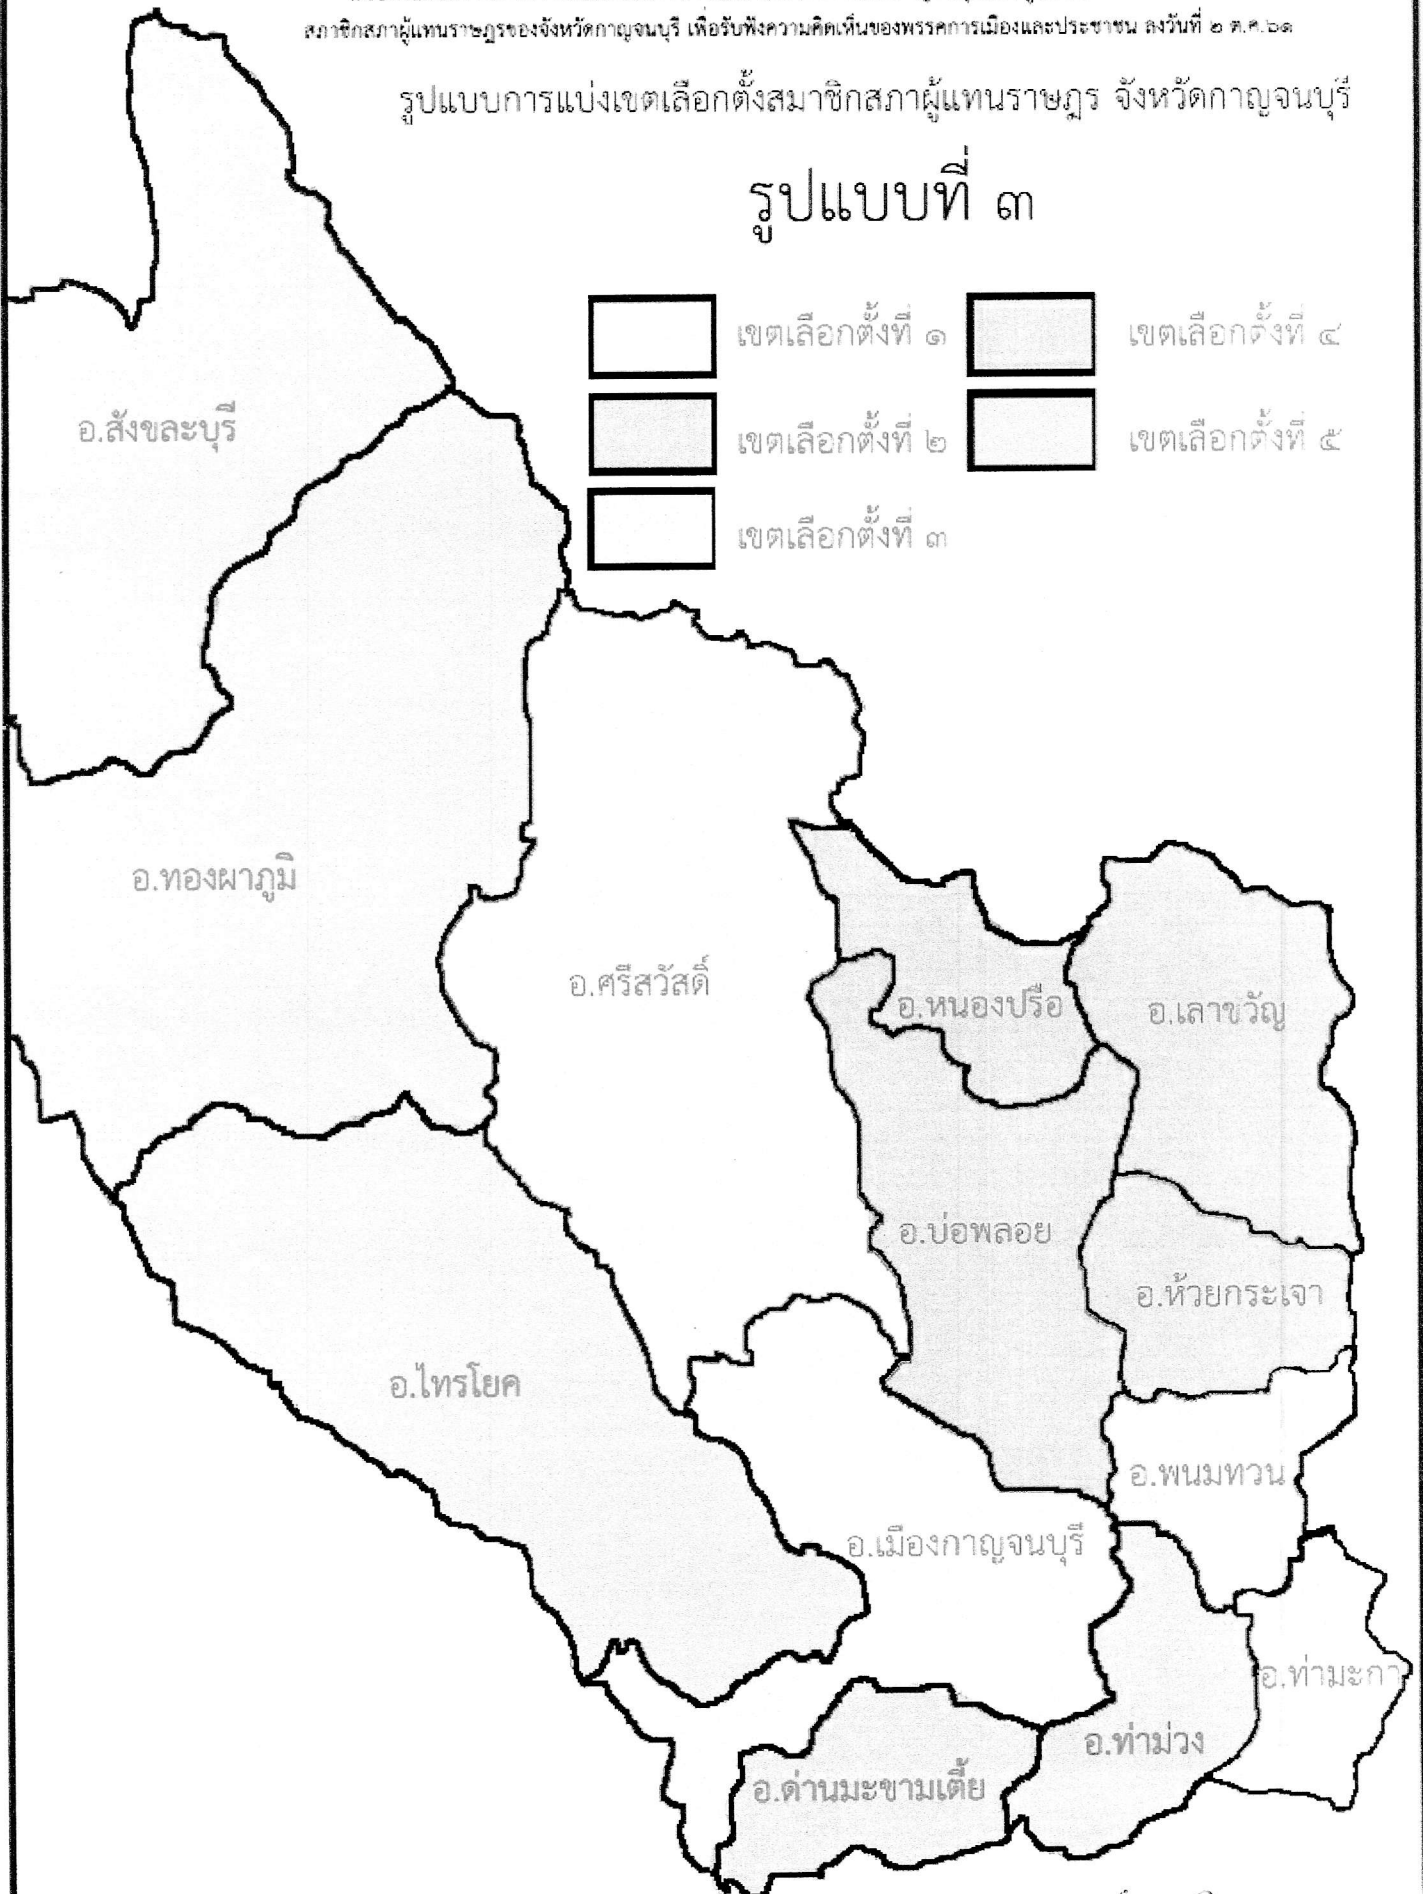 สภาชิกสภาผู้แทนราษฎรของจังหวัดกาญจนบุรี เพื่อรับฟังความคิดเห็นของพรรคการเมืองและประชาชน ลงวันที่ ๒ ต.ค.๖๑
รูปแบบการแบ่งเขตเลือกตั้งสมาชิกสภาผู้แทนราษฎร จังหวัดกาญจนบุรี
รูปแบบที่ ๓
เขตเลือกตั้งที่ ๑
เขตเลือกตั้งที่ ๔
เขตเลือกตั้งที่ ๒
เขตเลือกตั้งที่ ๕
เขตเลือกตั้งที่ ๓
อ.สังขละบุรี
อ.ทองผาภูมิ
อ.ศรีสวัสดิ์
อ.หนองปรือ
อ.เลาขวัญ
อ.บ่อพลอย
อ.ห้วยกระเจา
อ.ไทรโยค
อ.พนมทวน
อ.เมืองกาญจนบุรี
อ.ท่ามะกา
อ.ท่าม่วง
อ.ด่านมะขามเตี้ย